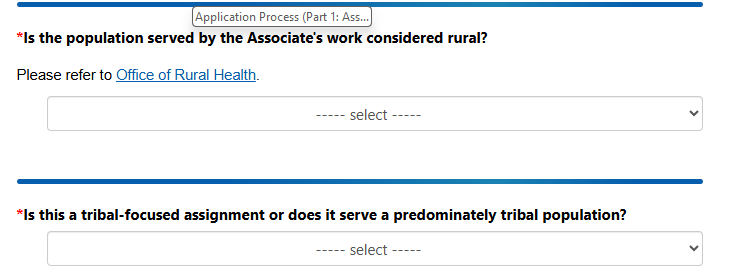 Application Process (Part 1: Ass...
*Is the population served by the Associate's work considered rural?
Please refer to Office of Rural Health.
----- select -----
*Is this a tribal-focused assignment or does it serve a predominately tribal population?
----- select -----